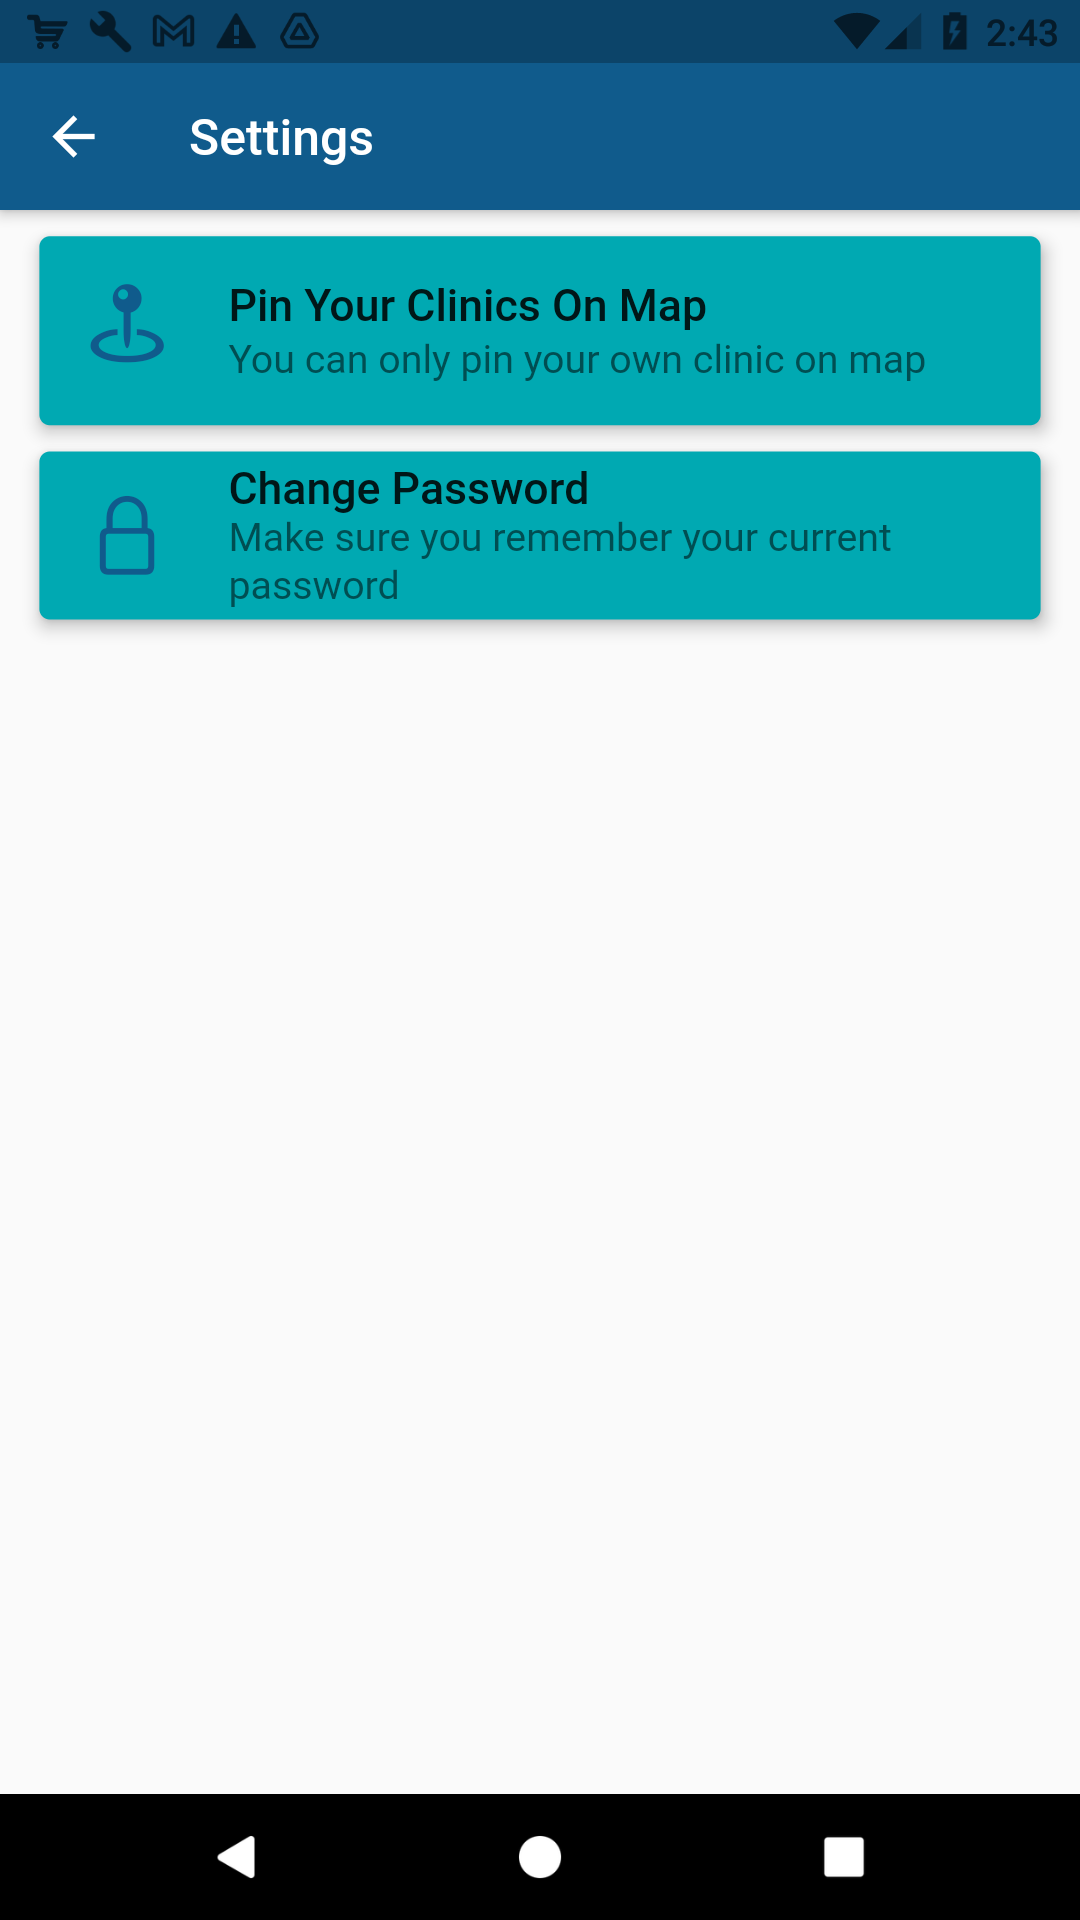 2:43
Settings
Pin Your Clinics On Map
You can only pin your own clinic on map
Change Password
Make sure you remember your current
password